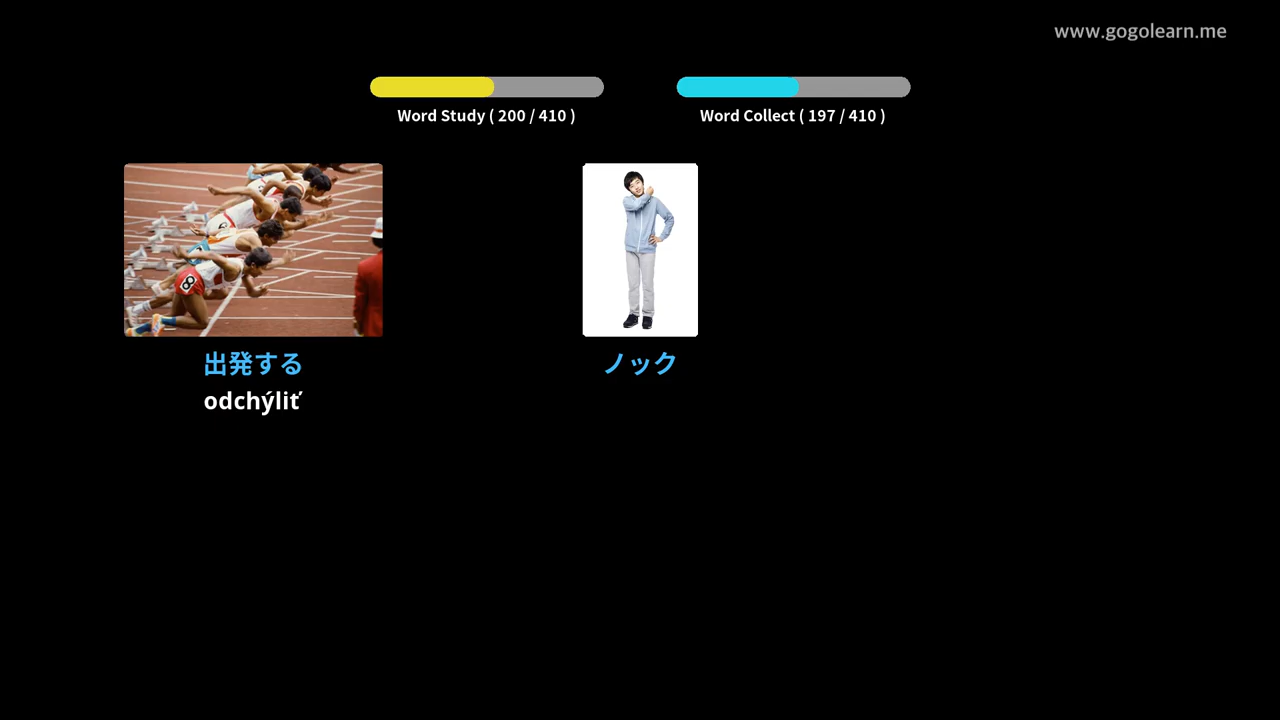 www.gogolearn.me
Word Study ( 200 / 410 )
Word Collect ( 197 / 410 )
出発する
odchýliť
ノック